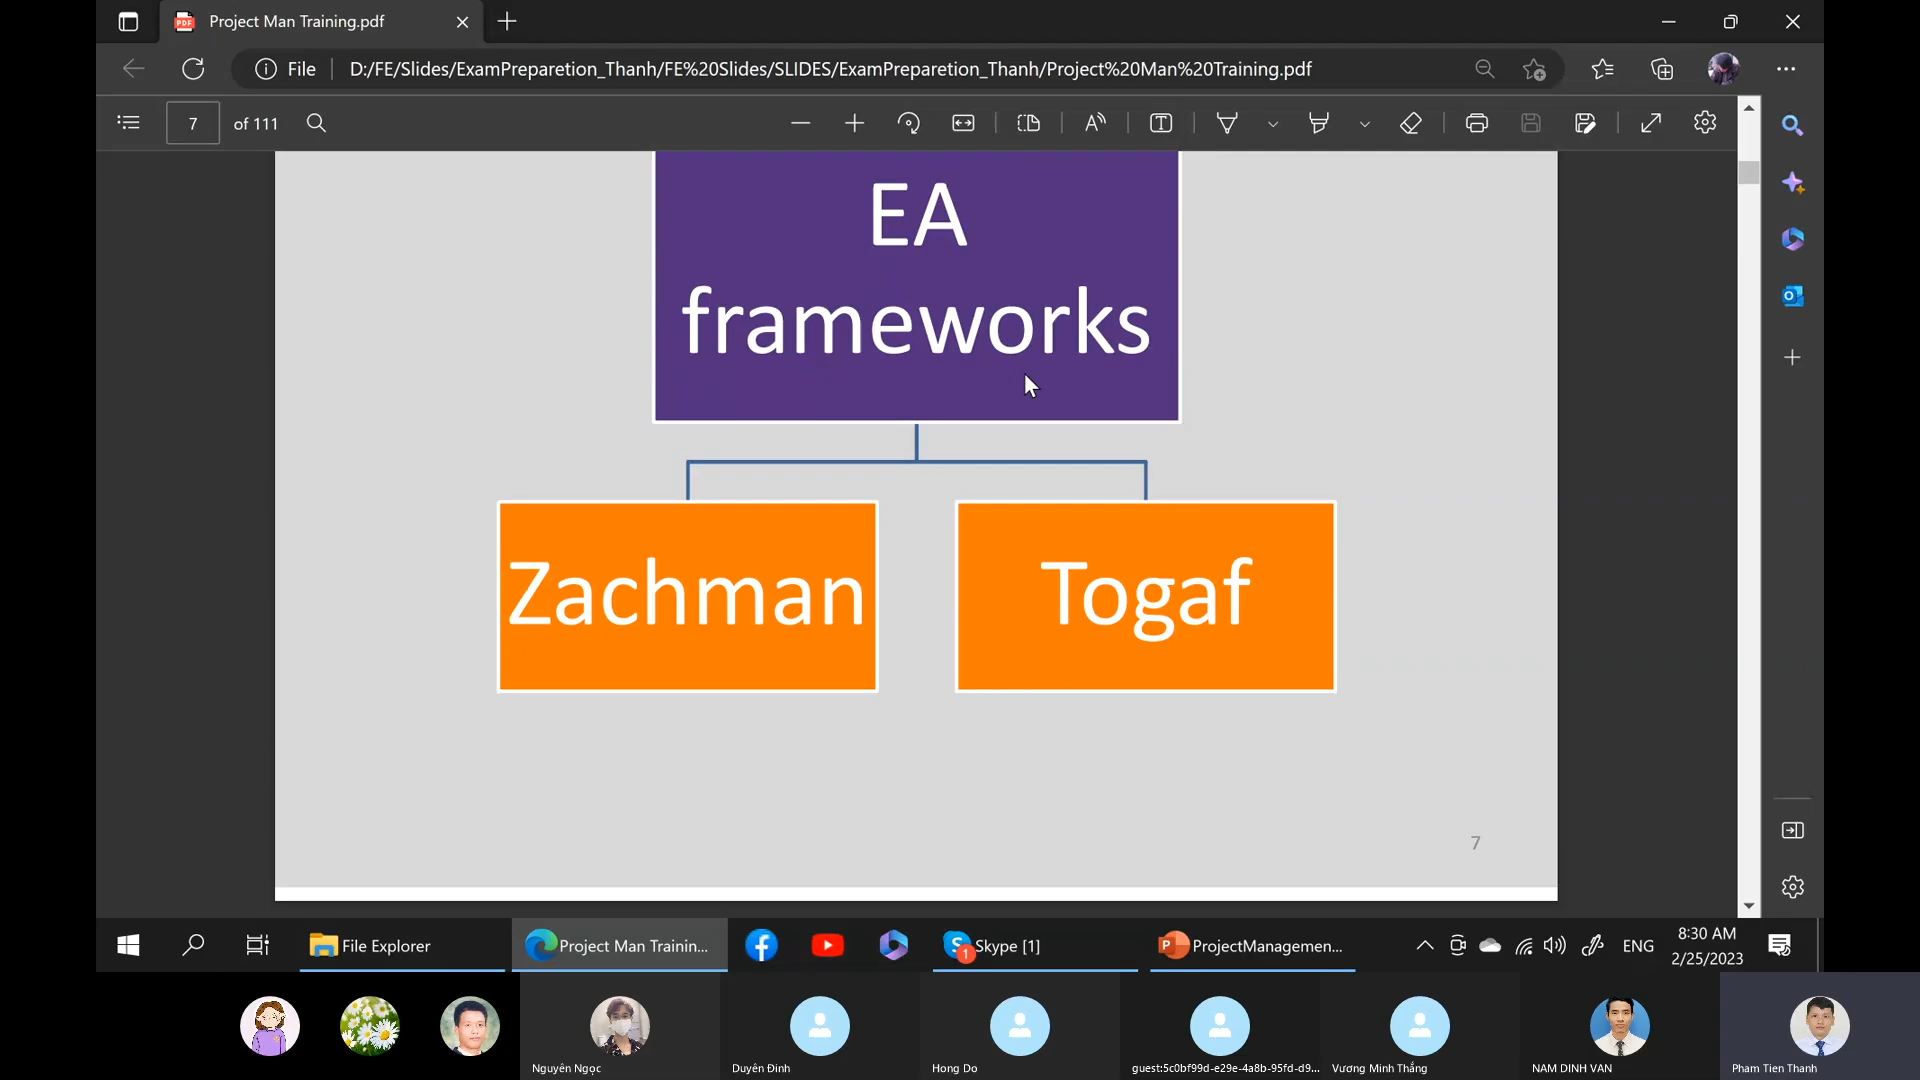 Project Man Training.pdf
File
D:/FE/Slides/ExamPreparetion_Thanh/FE%20Slides/SLIDES/ExamPreparetion_Thanh/Project%20Man%20Training.pdf
7 of 111
EA
frameworks
Zachman
Togaf
7
File Explorer
Project Man Trainin...
Skype [1]
ProjectManagemen...
ENG
8:30 AM
2/25/2023
Nguyên Ngọc
Duyên Đinh
Hong Do
guest:5c0bf99d-e29e-4a8b-95fd-d9...
Vương Minh Thắng
NAM DINH VAN
Pham Tien Thanh